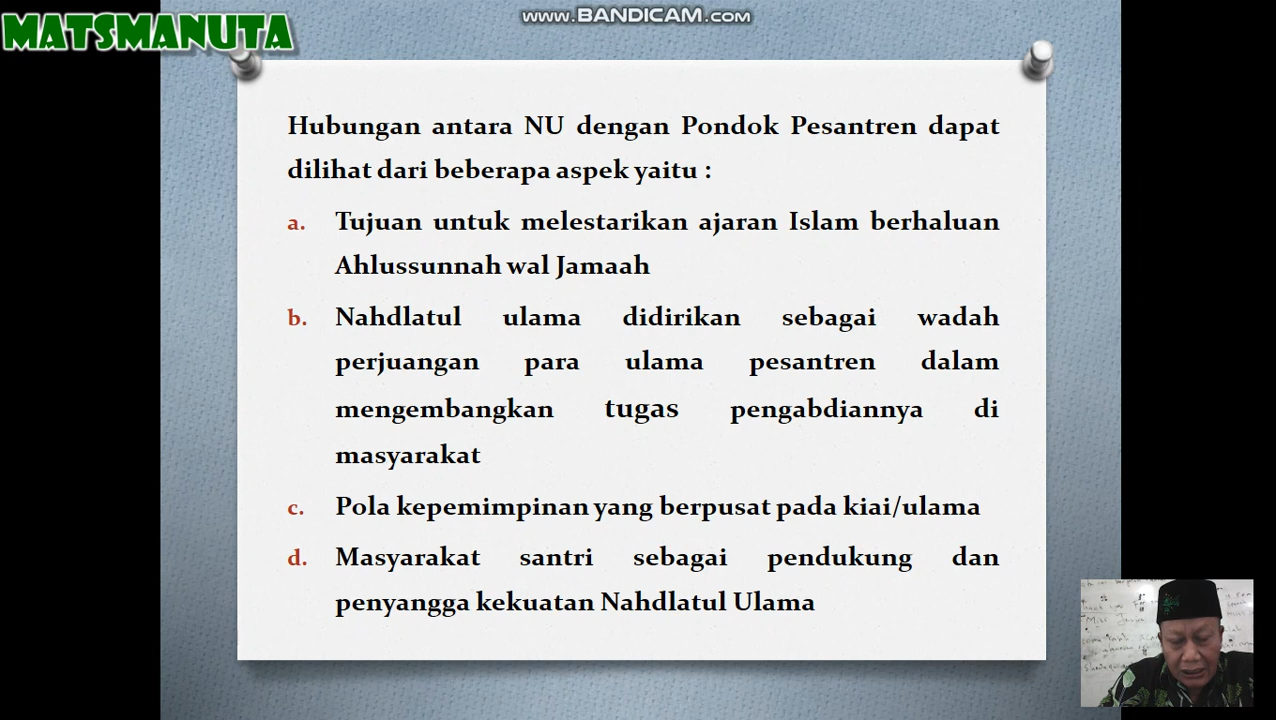 MATSMANUTA
www.BANDICAM.com
Hubungan antara NU dengan Pondok Pesantren dapat
dilihat dari beberapa aspek yaitu :
a. Tujuan untuk melestarikan ajaran Islam berhaluan
Ahlussunnah wal Jamaah
b. Nahdlatul ulama didirikan sebagai wadah
perjuangan para ulama pesantren dalam
mengembangkan tugas pengabdiannya di
masyarakat
c. Pola kepemimpinan yang berpusat pada kiai/ulama
d. Masyarakat santri sebagai pendukung dan
penyangga kekuatan Nahdlatul Ulama